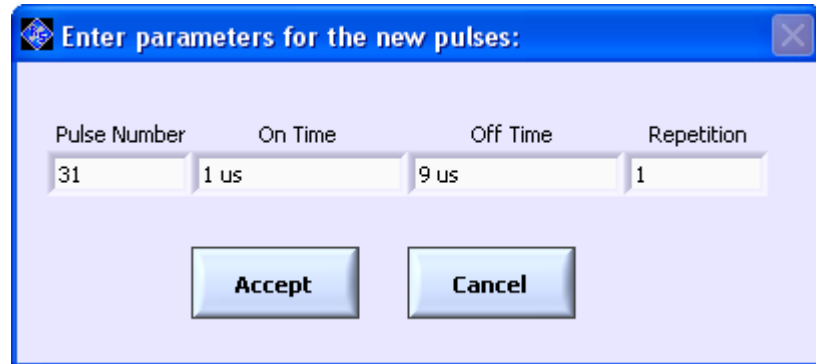 Enter parameters for the new pulses:
Pulse Number On Time Off Time Repetition
31 1 us 9 us 1
Accept Cancel